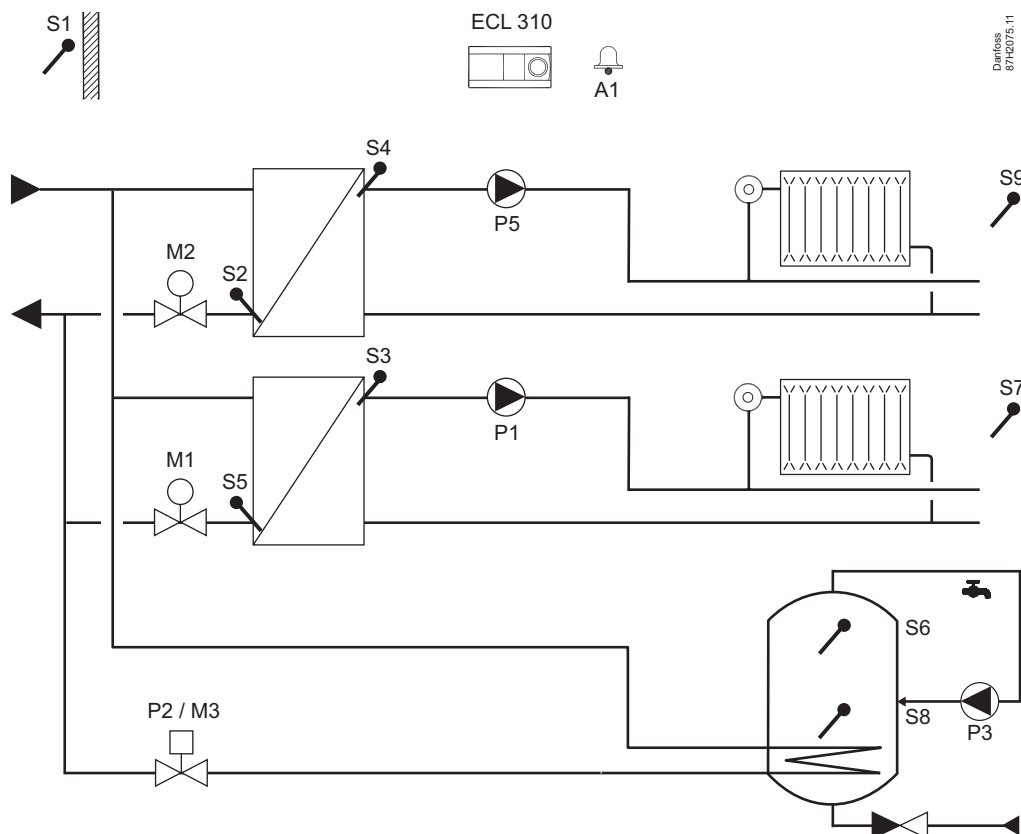 S1
ECL 310
A1
Danfoss
87H2075.11
S4
S9
P5
M2
S2
S3
S7
P1
M1
S5
S6
P2 / M3
S8
P3